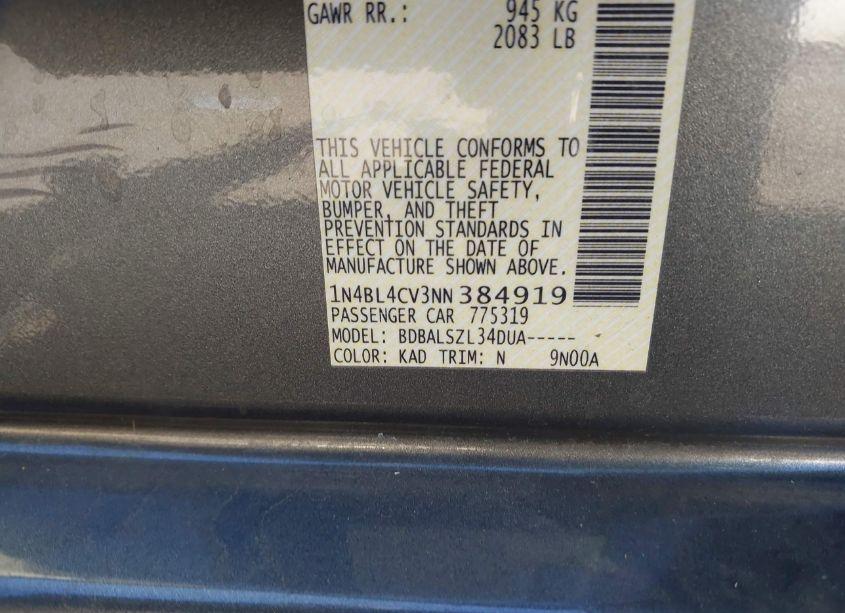 GAWR RR.: 945 KG
2083 LB
THIS VEHICLE CONFORMS TO
ALL APPLICABLE FEDERAL
MOTOR VEHICLE SAFETY,
BUMPER, AND THEFT
PREVENTION STANDARDS IN
EFFECT ON THE DATE OF
MANUFACTURE SHOWN ABOVE.
1N4BL4CV3NN384919
PASSENGER CAR 775319
MODEL: BDBALSZL34DUA-----
COLOR: KAD TRIM: N 9N00A